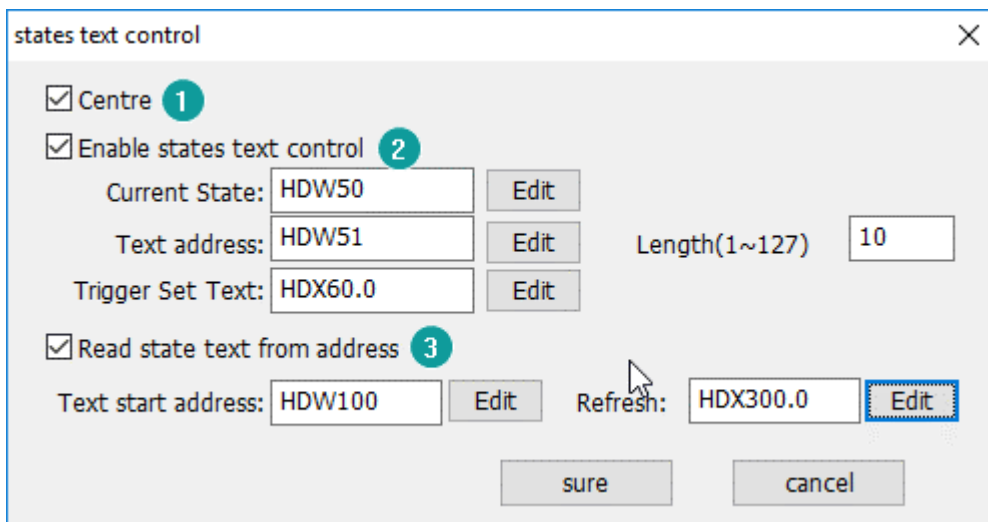 states text control
Centre 1
Enable states text control 2
Current State: HDW50 Edit
Text address: HDW51 Edit Length(1~127) 10
Trigger Set Text: HDX60.0 Edit
Read state text from address 3
Text start address: HDW100 Edit Refresh: HDX300.0 Edit
sure cancel